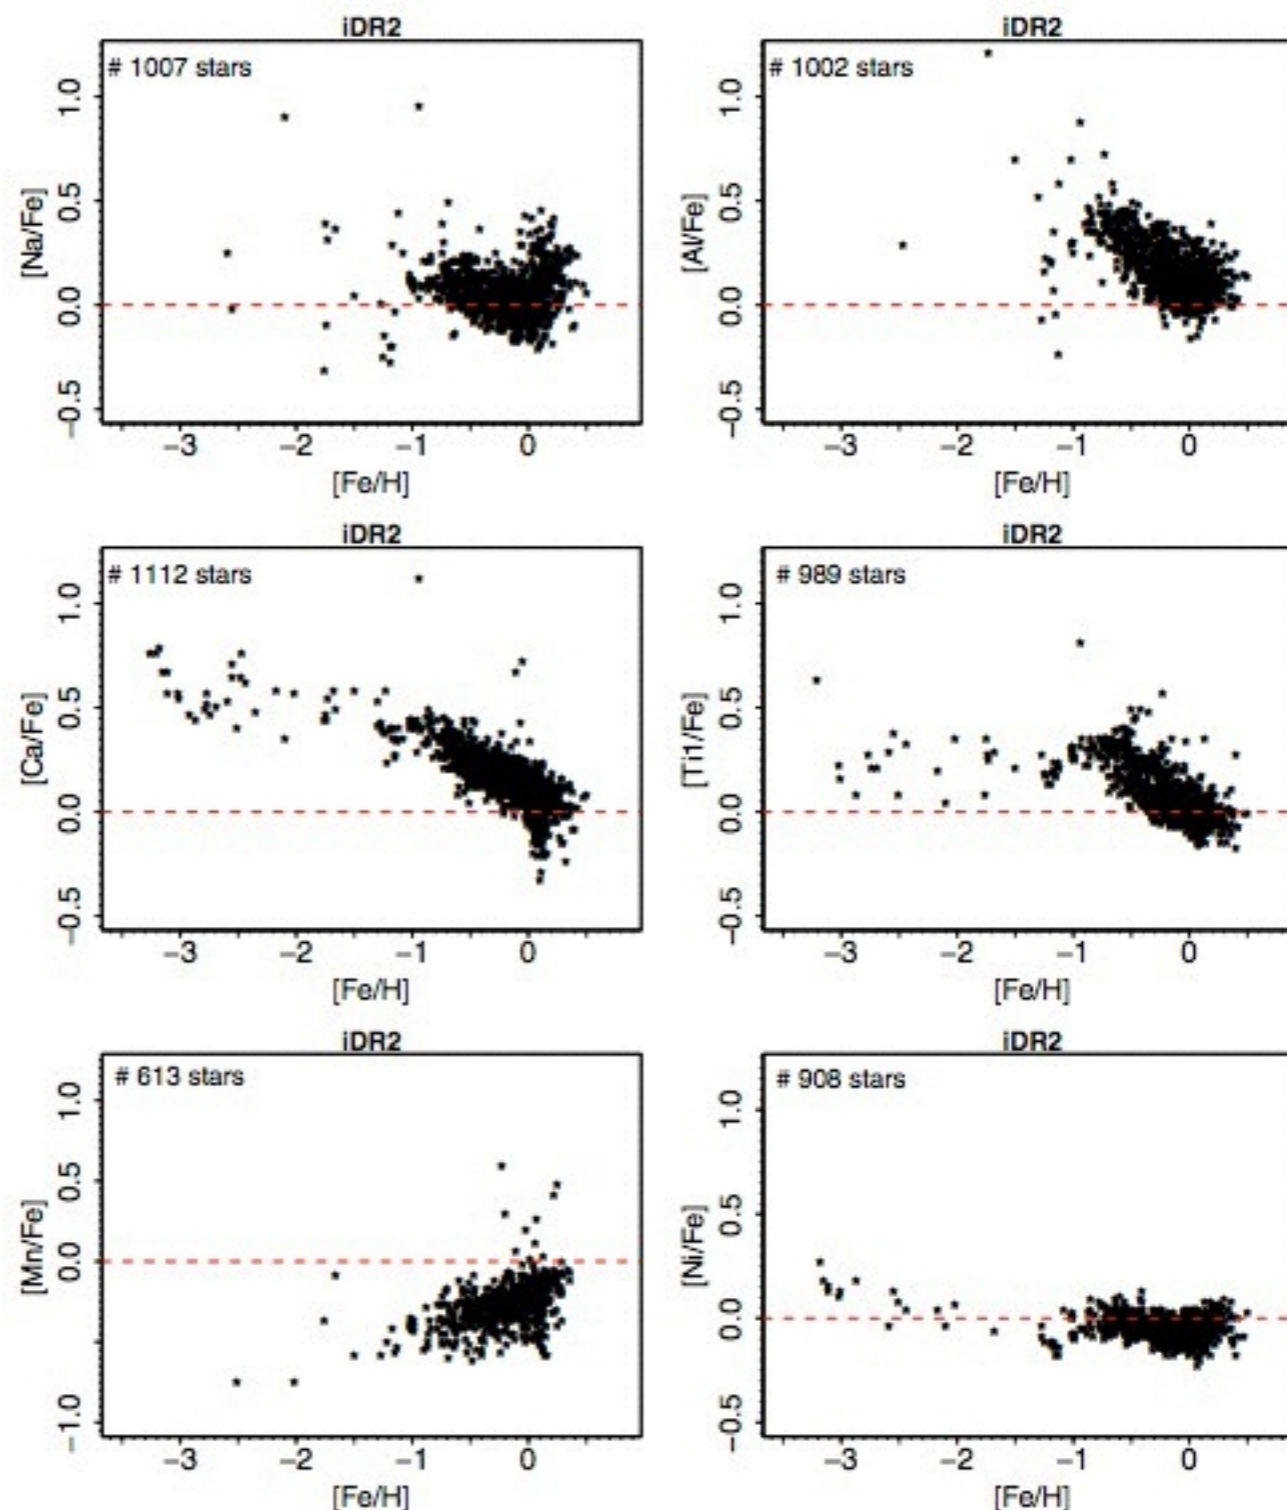 iDR2
# 1007 stars
1.0
0.5
0.0
−0.5
[Na/Fe]
−3 −2 −1 0
[Fe/H]
iDR2
# 1002 stars
1.0
0.5
0.0
−0.5
[Al/Fe]
−3 −2 −1 0
[Fe/H]
iDR2
# 1112 stars
1.0
0.5
0.0
−0.5
[Ca/Fe]
−3 −2 −1 0
[Fe/H]
iDR2
# 989 stars
1.0
0.5
0.0
−0.5
[Ti1/Fe]
−3 −2 −1 0
[Fe/H]
iDR2
# 613 stars
1.0
0.5
0.0
−1.0
[Mn/Fe]
−3 −2 −1 0
[Fe/H]
iDR2
# 908 stars
1.0
0.5
0.0
−0.5
[Ni/Fe]
−3 −2 −1 0
[Fe/H]